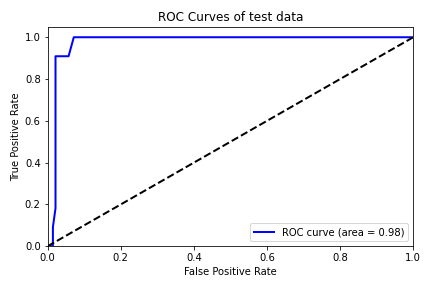 ROC Curves of test data
1.0
0.8
0.6
0.4
0.2
0.0
True Positive Rate
ROC curve (area = 0.98)
0.0 0.2 0.4 0.6 0.8 1.0
False Positive Rate